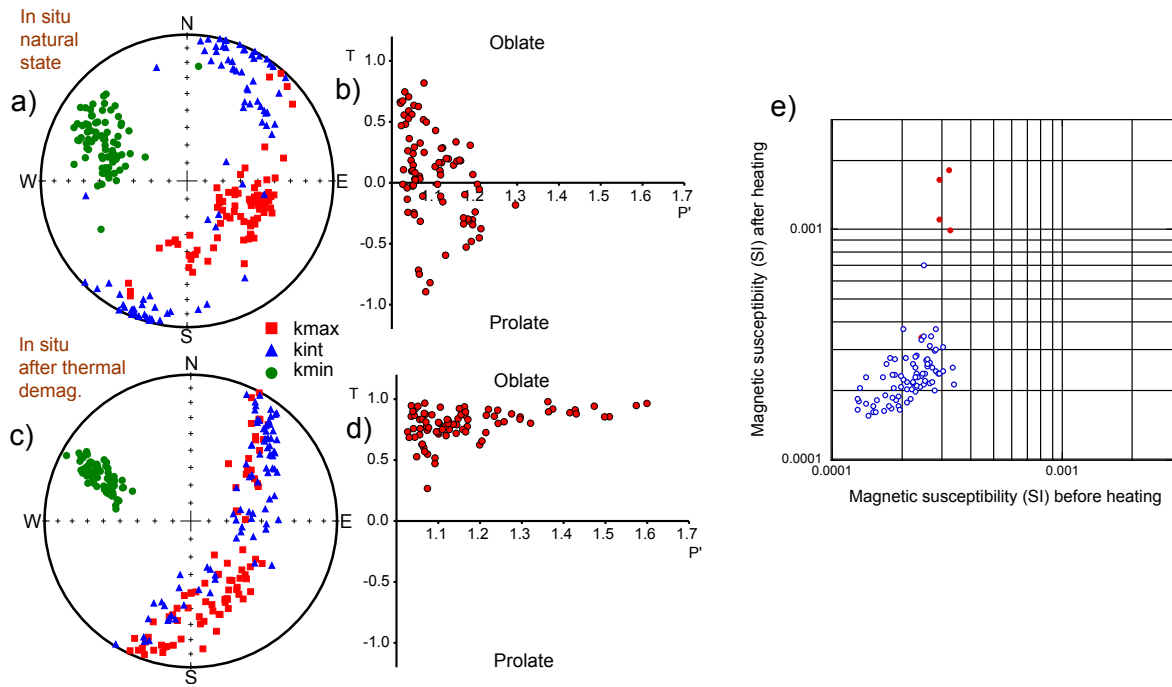 In situ
natural
state
a)
N
W
E
S
b)
T
Oblate
1.0
0.5
0.0
-0.5
-1.0
1.1 1.2 1.3 1.4 1.5 1.6 1.7
P'
Prolate
kmax
kint
kmin
In situ
after thermal
demag.
c)
N
W
E
S
d)
T
Oblate
1.0
0.5
0.0
-0.5
-1.0
1.1 1.2 1.3 1.4 1.5 1.6 1.7
P'
Prolate
e)
Magnetic susceptibiity (SI) after heating
0.001
0.0001
0.0001 0.001
Magnetic susceptibility (SI) before heating